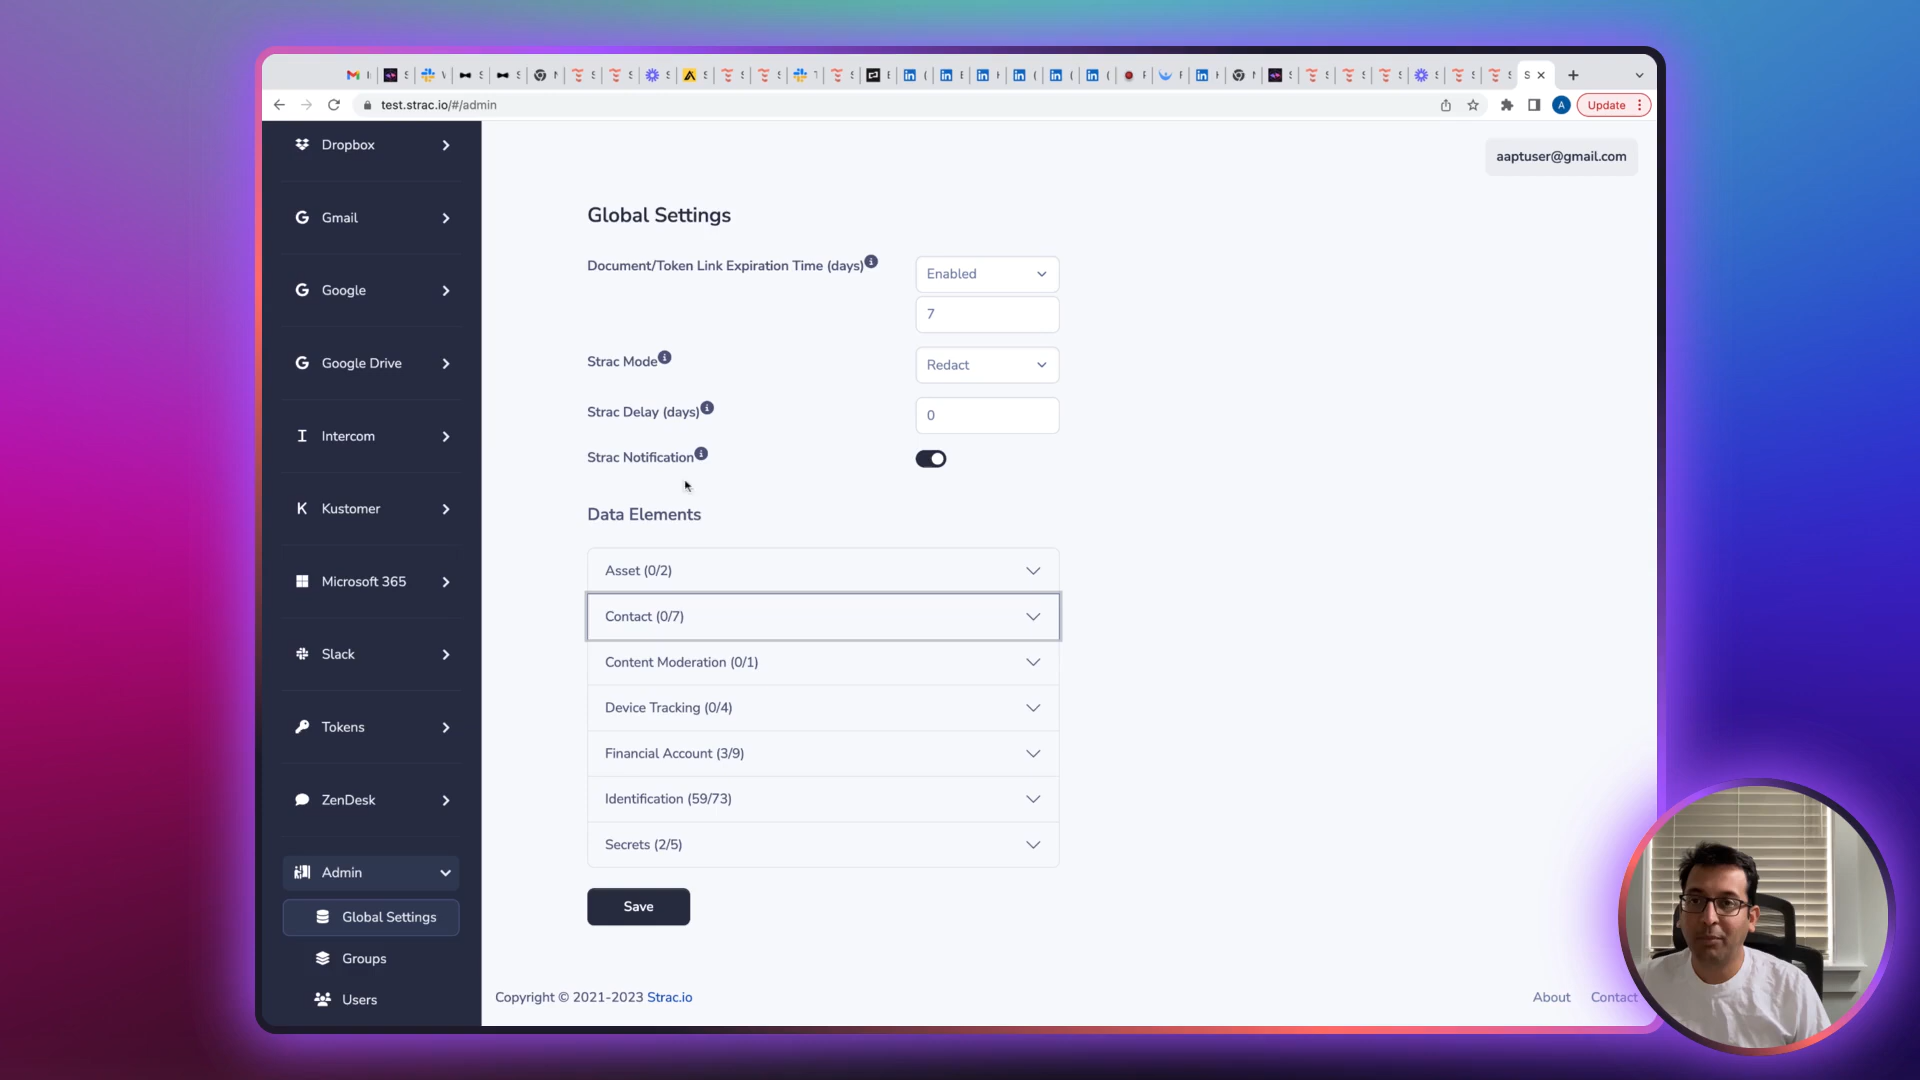 test.strac.io/#/admin
A
Update
Dropbox
Gmail
Google
Google Drive
Intercom
Kustomer
Microsoft 365
Slack
Tokens
ZenDesk
Admin
Global Settings
Groups
Users
aaptuser@gmail.com
Global Settings
Document/Token Link Expiration Time (days)
Enabled
7
Strac Mode
Redact
Strac Delay (days)
0
Strac Notification
Data Elements
Asset (0/2)
Contact (0/7)
Content Moderation (0/1)
Device Tracking (0/4)
Financial Account (3/9)
Identification (59/73)
Secrets (2/5)
Save
Copyright © 2021-2023 Strac.io
About
Contact